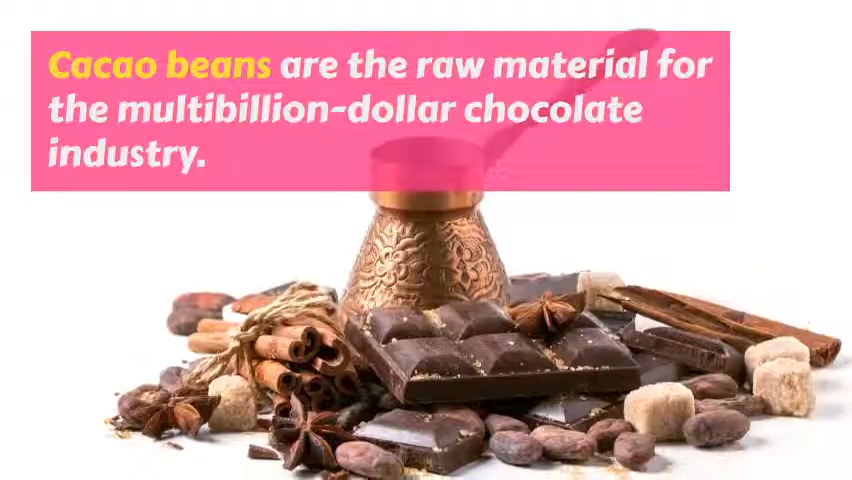 Cacao beans are the raw material for
the multibillion-dollar chocolate
industry.